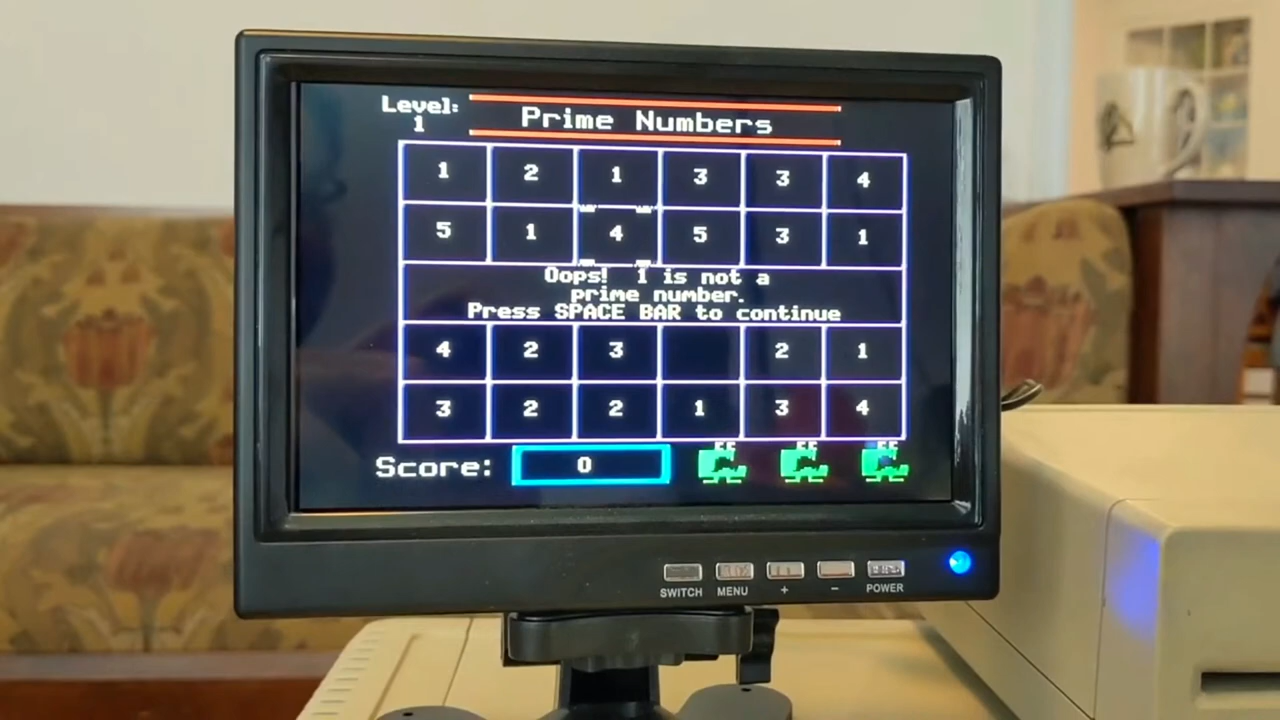 Level:
1
Prime Numbers
1 2 1 3 3 4
5 1 4 5 3 1
Oops! 1 is not a
prime number.
Press SPACE BAR to continue
4 2 3 2 1
3 2 2 1 3 4
Score: 0
SWITCH MENU + - POWER